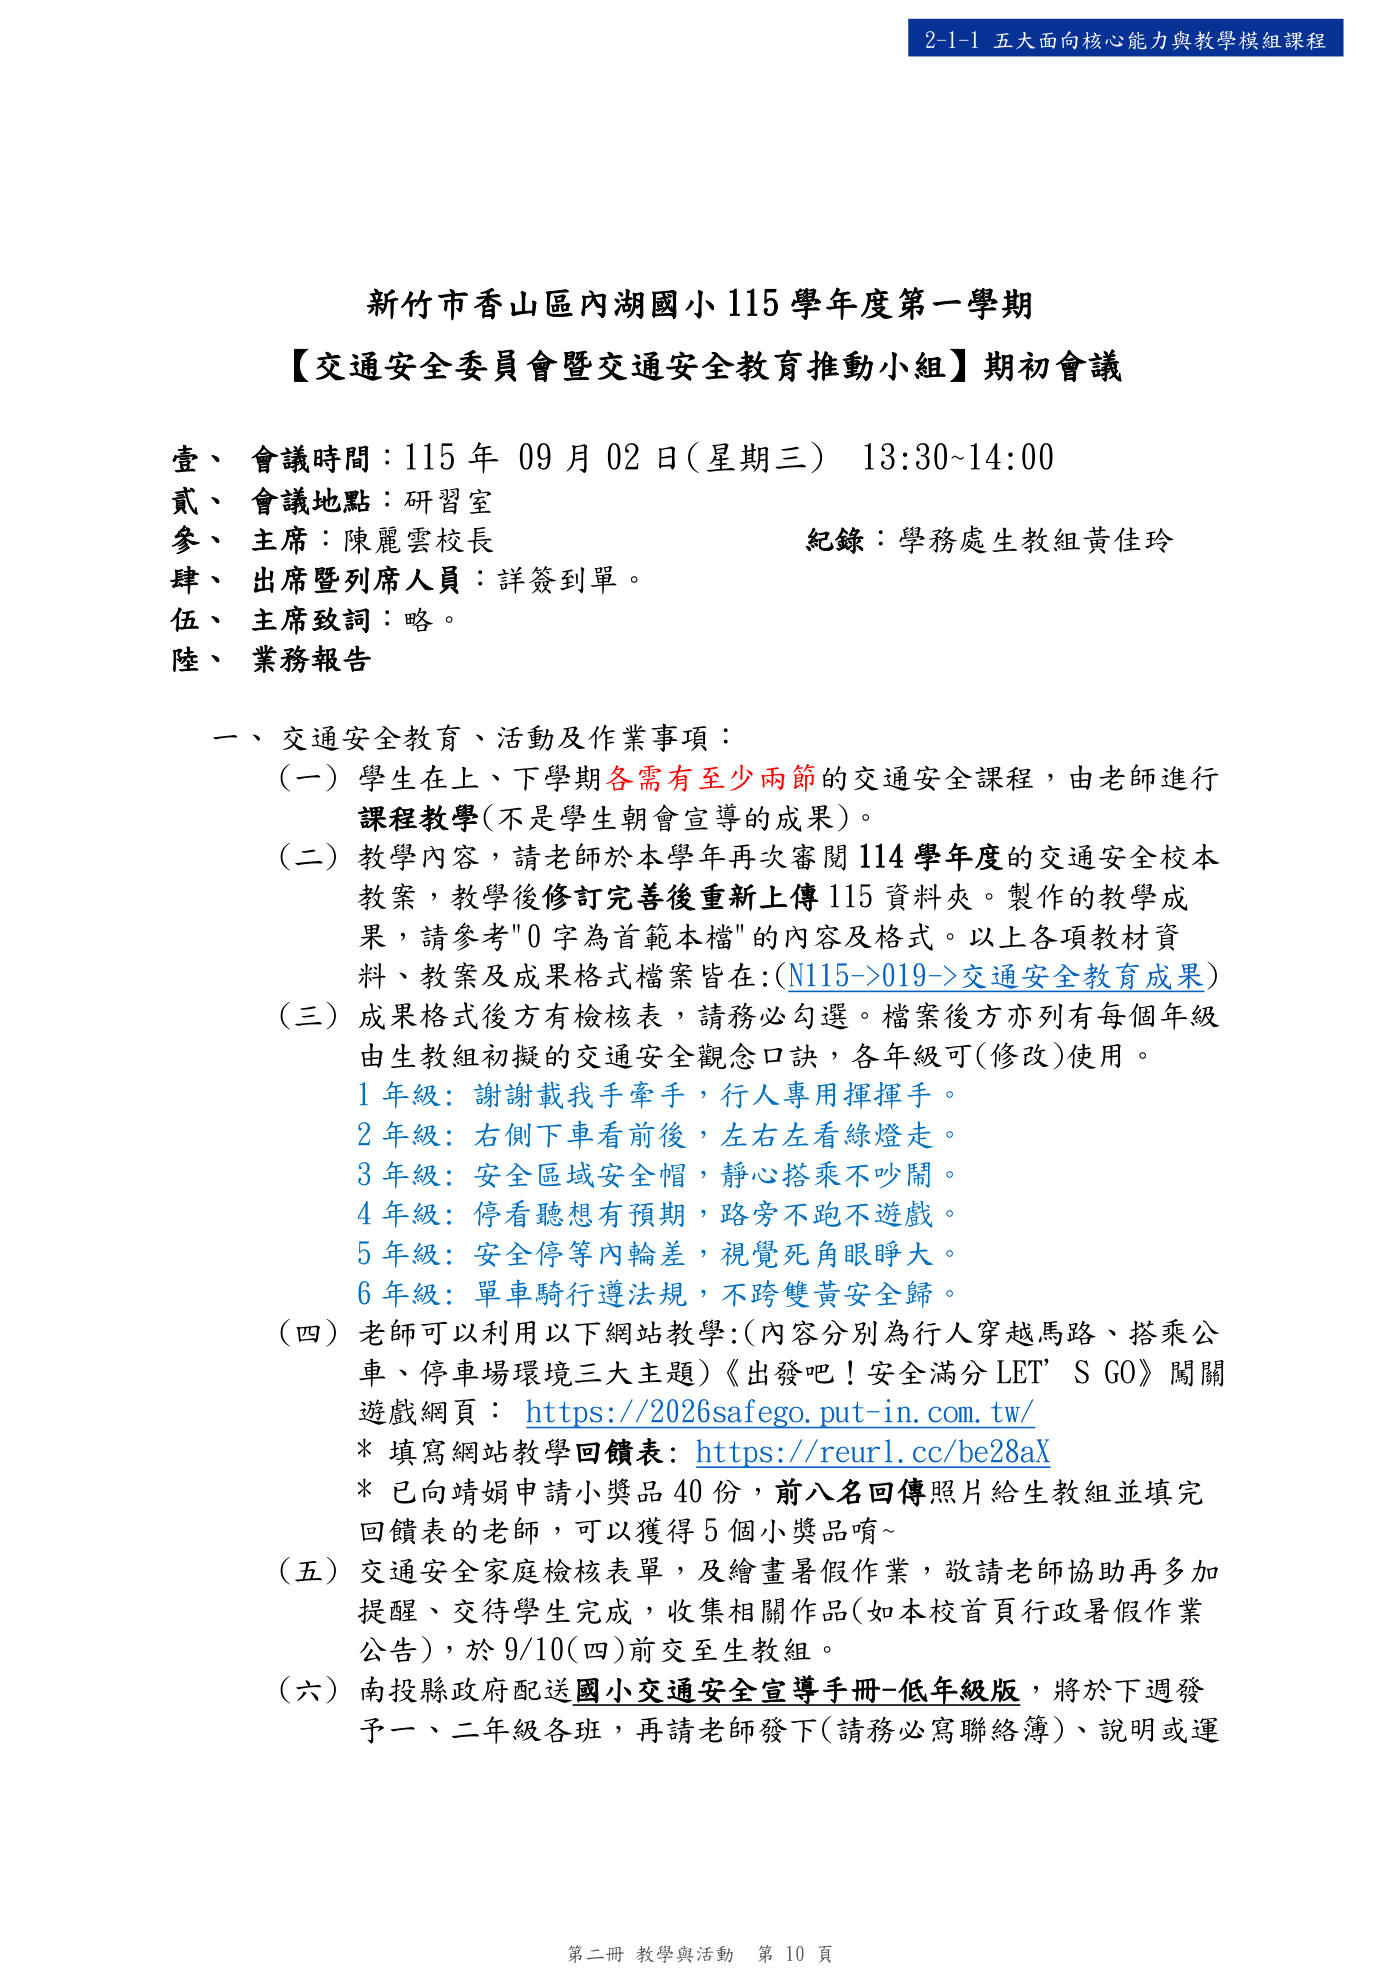 2-1-1 五大面向核心能力與教學模組課程
新竹市香山區內湖國小 115 學年度第一學期
【交通安全委員會暨交通安全教育推動小組】期初會議
壹、 會議時間：115 年 09 月 02 日(星期三) 13:30~14:00
貳、 會議地點：研習室
參、 主席：陳麗雲校長 紀錄：學務處生教組黃佳玲
肆、 出席暨列席人員：詳簽到單。
伍、 主席致詞：略。
陸、 業務報告
一、 交通安全教育、活動及作業事項：
(一) 學生在上、下學期各需有至少兩節的交通安全課程，由老師進行
課程教學(不是學生朝會宣導的成果)。
(二) 教學內容，請老師於本學年再次審閱 114 學年度的交通安全校本
教案，教學後修訂完善後重新上傳 115 資料夾。製作的教學成
果，請參考"0 字為首範本檔"的內容及格式。以上各項教材資
料、教案及成果格式檔案皆在:(N115->019->交通安全教育成果)
(三) 成果格式後方有檢核表，請務必勾選。檔案後方亦列有每個年級
由生教組初擬的交通安全觀念口訣，各年級可(修改)使用。
1 年級: 謝謝載我手牽手，行人專用揮揮手。
2 年級: 右側下車看前後，左右左看綠燈走。
3 年級: 安全區域安全帽，靜心搭乘不吵鬧。
4 年級: 停看聽想有預期，路旁不跑不遊戲。
5 年級: 安全停等內輪差，視覺死角眼睜大。
6 年級: 單車騎行遵法規，不跨雙黃安全歸。
(四) 老師可以利用以下網站教學:(內容分別為行人穿越馬路、搭乘公
車、停車場環境三大主題)《出發吧！安全滿分 LET’S GO》闖關
遊戲網頁： https://2026safego.put-in.com.tw/
* 填寫網站教學回饋表: https://reurl.cc/be28aX
* 已向靖娟申請小獎品 40 份，前八名回傳照片給生教組並填完
回饋表的老師，可以獲得 5 個小獎品唷~
(五) 交通安全家庭檢核表單，及繪畫暑假作業，敬請老師協助再多加
提醒、交待學生完成，收集相關作品(如本校首頁行政暑假作業
公告)，於 9/10(四)前交至生教組。
(六) 南投縣政府配送國小交通安全宣導手冊-低年級版，將於下週發
予一、二年級各班，再請老師發下(請務必寫聯絡簿)、說明或運
第二冊 教學與活動 第 10 頁